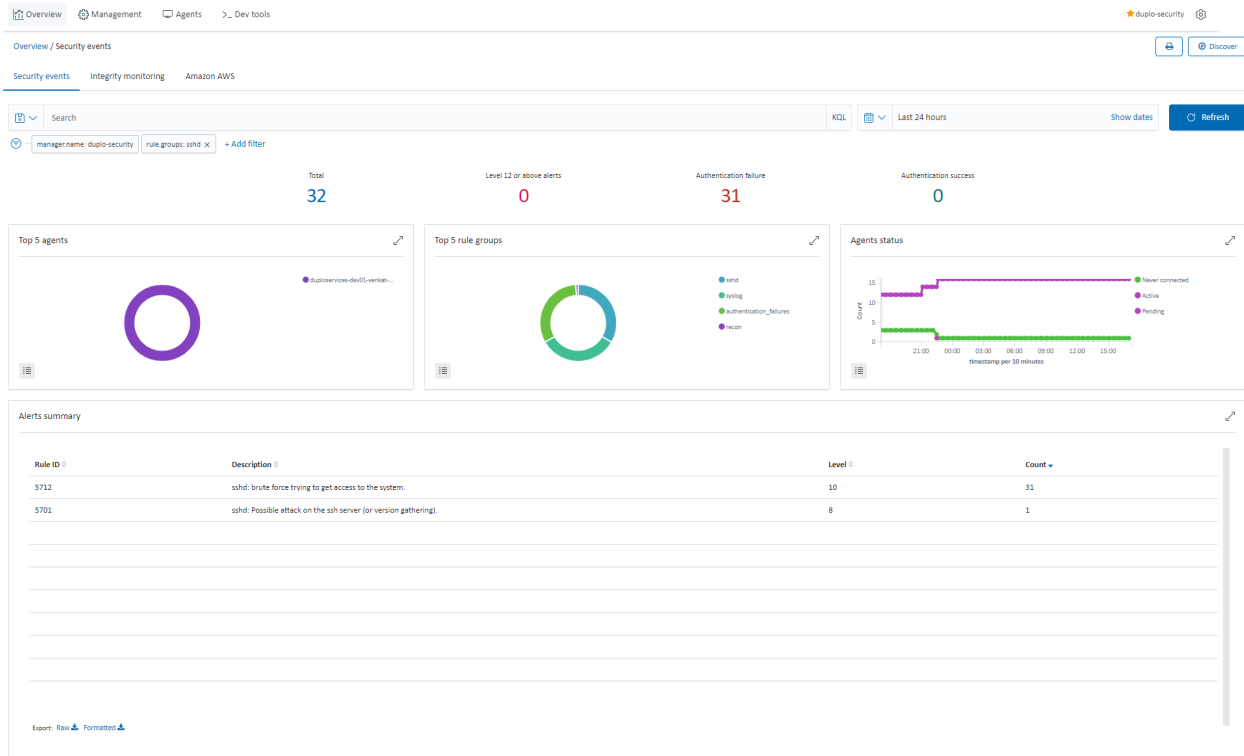 Overview Management Agents >_ Dev tools duplo-security
Overview / Security events Discover
Security events Integrity monitoring Amazon AWS
Search KQL Last 24 hours Show dates Refresh
manager.name: duplo-security rule.groups: sshd × + Add filter
Total Level 12 or above alerts Authentication failure Authentication success
32 0 31 0
Top 5 agents
duploservices-dev01-venkat-...
Top 5 rule groups
sshd
syslog
authentication_failures
recon
Agents status
Never connected
Active
Pending
Count
15
10
5
0
21:00 00:00 03:00 06:00 09:00 12:00 15:00
timestamp per 10 minutes
Alerts summary
Rule ID Description Level Count
5712 sshd: brute force trying to get access to the system. 10 31
5701 sshd: Possible attack on the ssh server (or version gathering). 8 1
Export: Raw Formatted